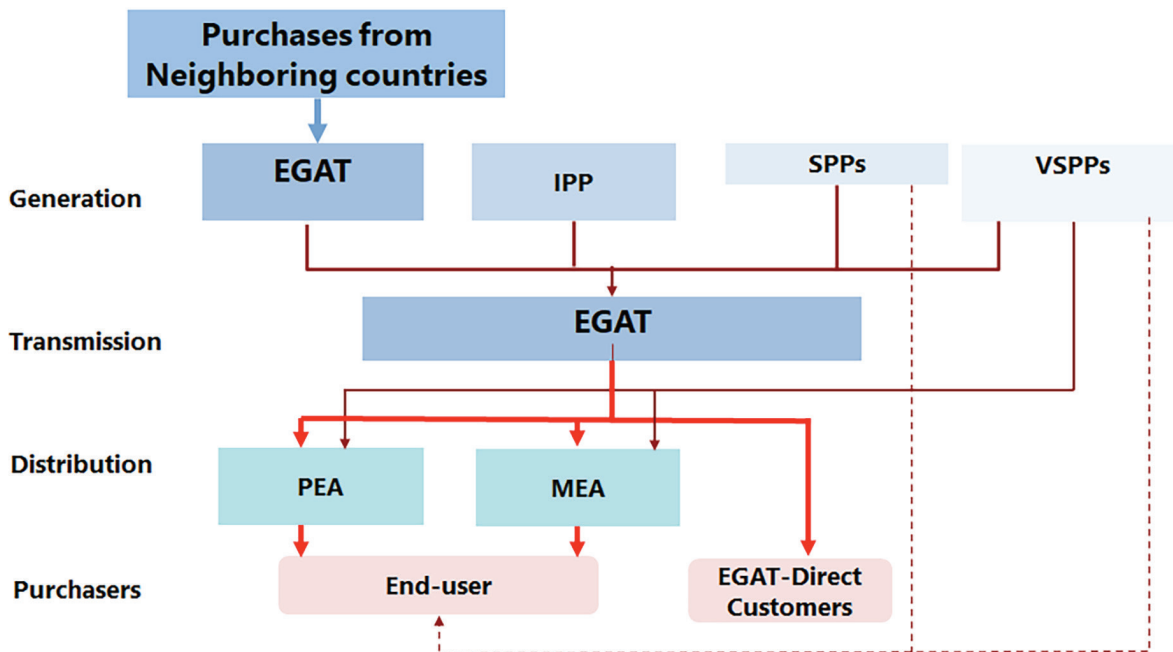 Purchases from
Neighboring countries
Generation
EGAT
IPP
SPPs
VSPPs
Transmission
EGAT
Distribution
PEA
MEA
Purchasers
End-user
EGAT-Direct
Customers